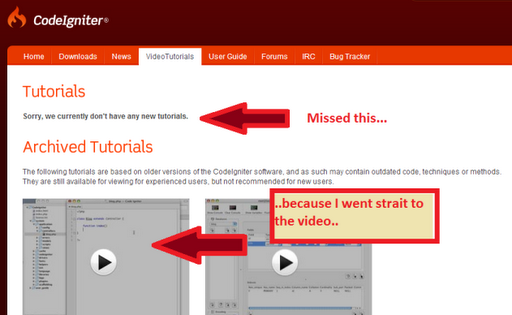 CodeIgniter®
Home Downloads News VideoTutorials User Guide Forums IRC Bug Tracker
Tutorials
Sorry, we currently don't have any new tutorials.
Missed this...
Archived Tutorials
The following tutorials are based on older versions of the CodeIgniter software, and as such may contain outdated code, techniques or methods.
They are still available for viewing for experienced users, but not recommended for new users.
..because I went strait to
the video..